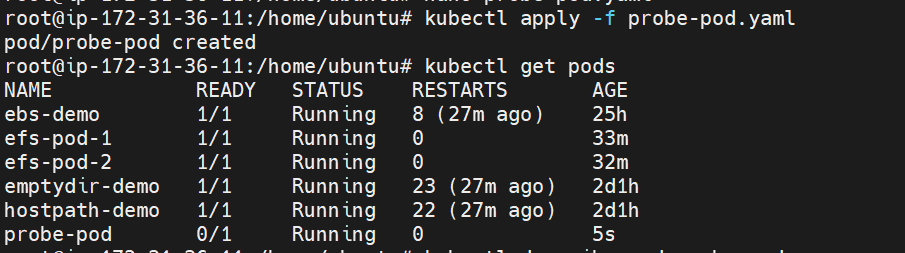 root@ip-172-31-36-11:/home/ubuntu# kubectl apply -f probe-pod.yaml
pod/probe-pod created
root@ip-172-31-36-11:/home/ubuntu# kubectl get pods
NAME            READY   STATUS    RESTARTS       AGE
ebs-demo        1/1     Running   8 (27m ago)    25h
efs-pod-1       1/1     Running   0              33m
efs-pod-2       1/1     Running   0              32m
emptydir-demo   1/1     Running   23 (27m ago)   2d1h
hostpath-demo   1/1     Running   22 (27m ago)   2d1h
probe-pod       0/1     Running   0              5s